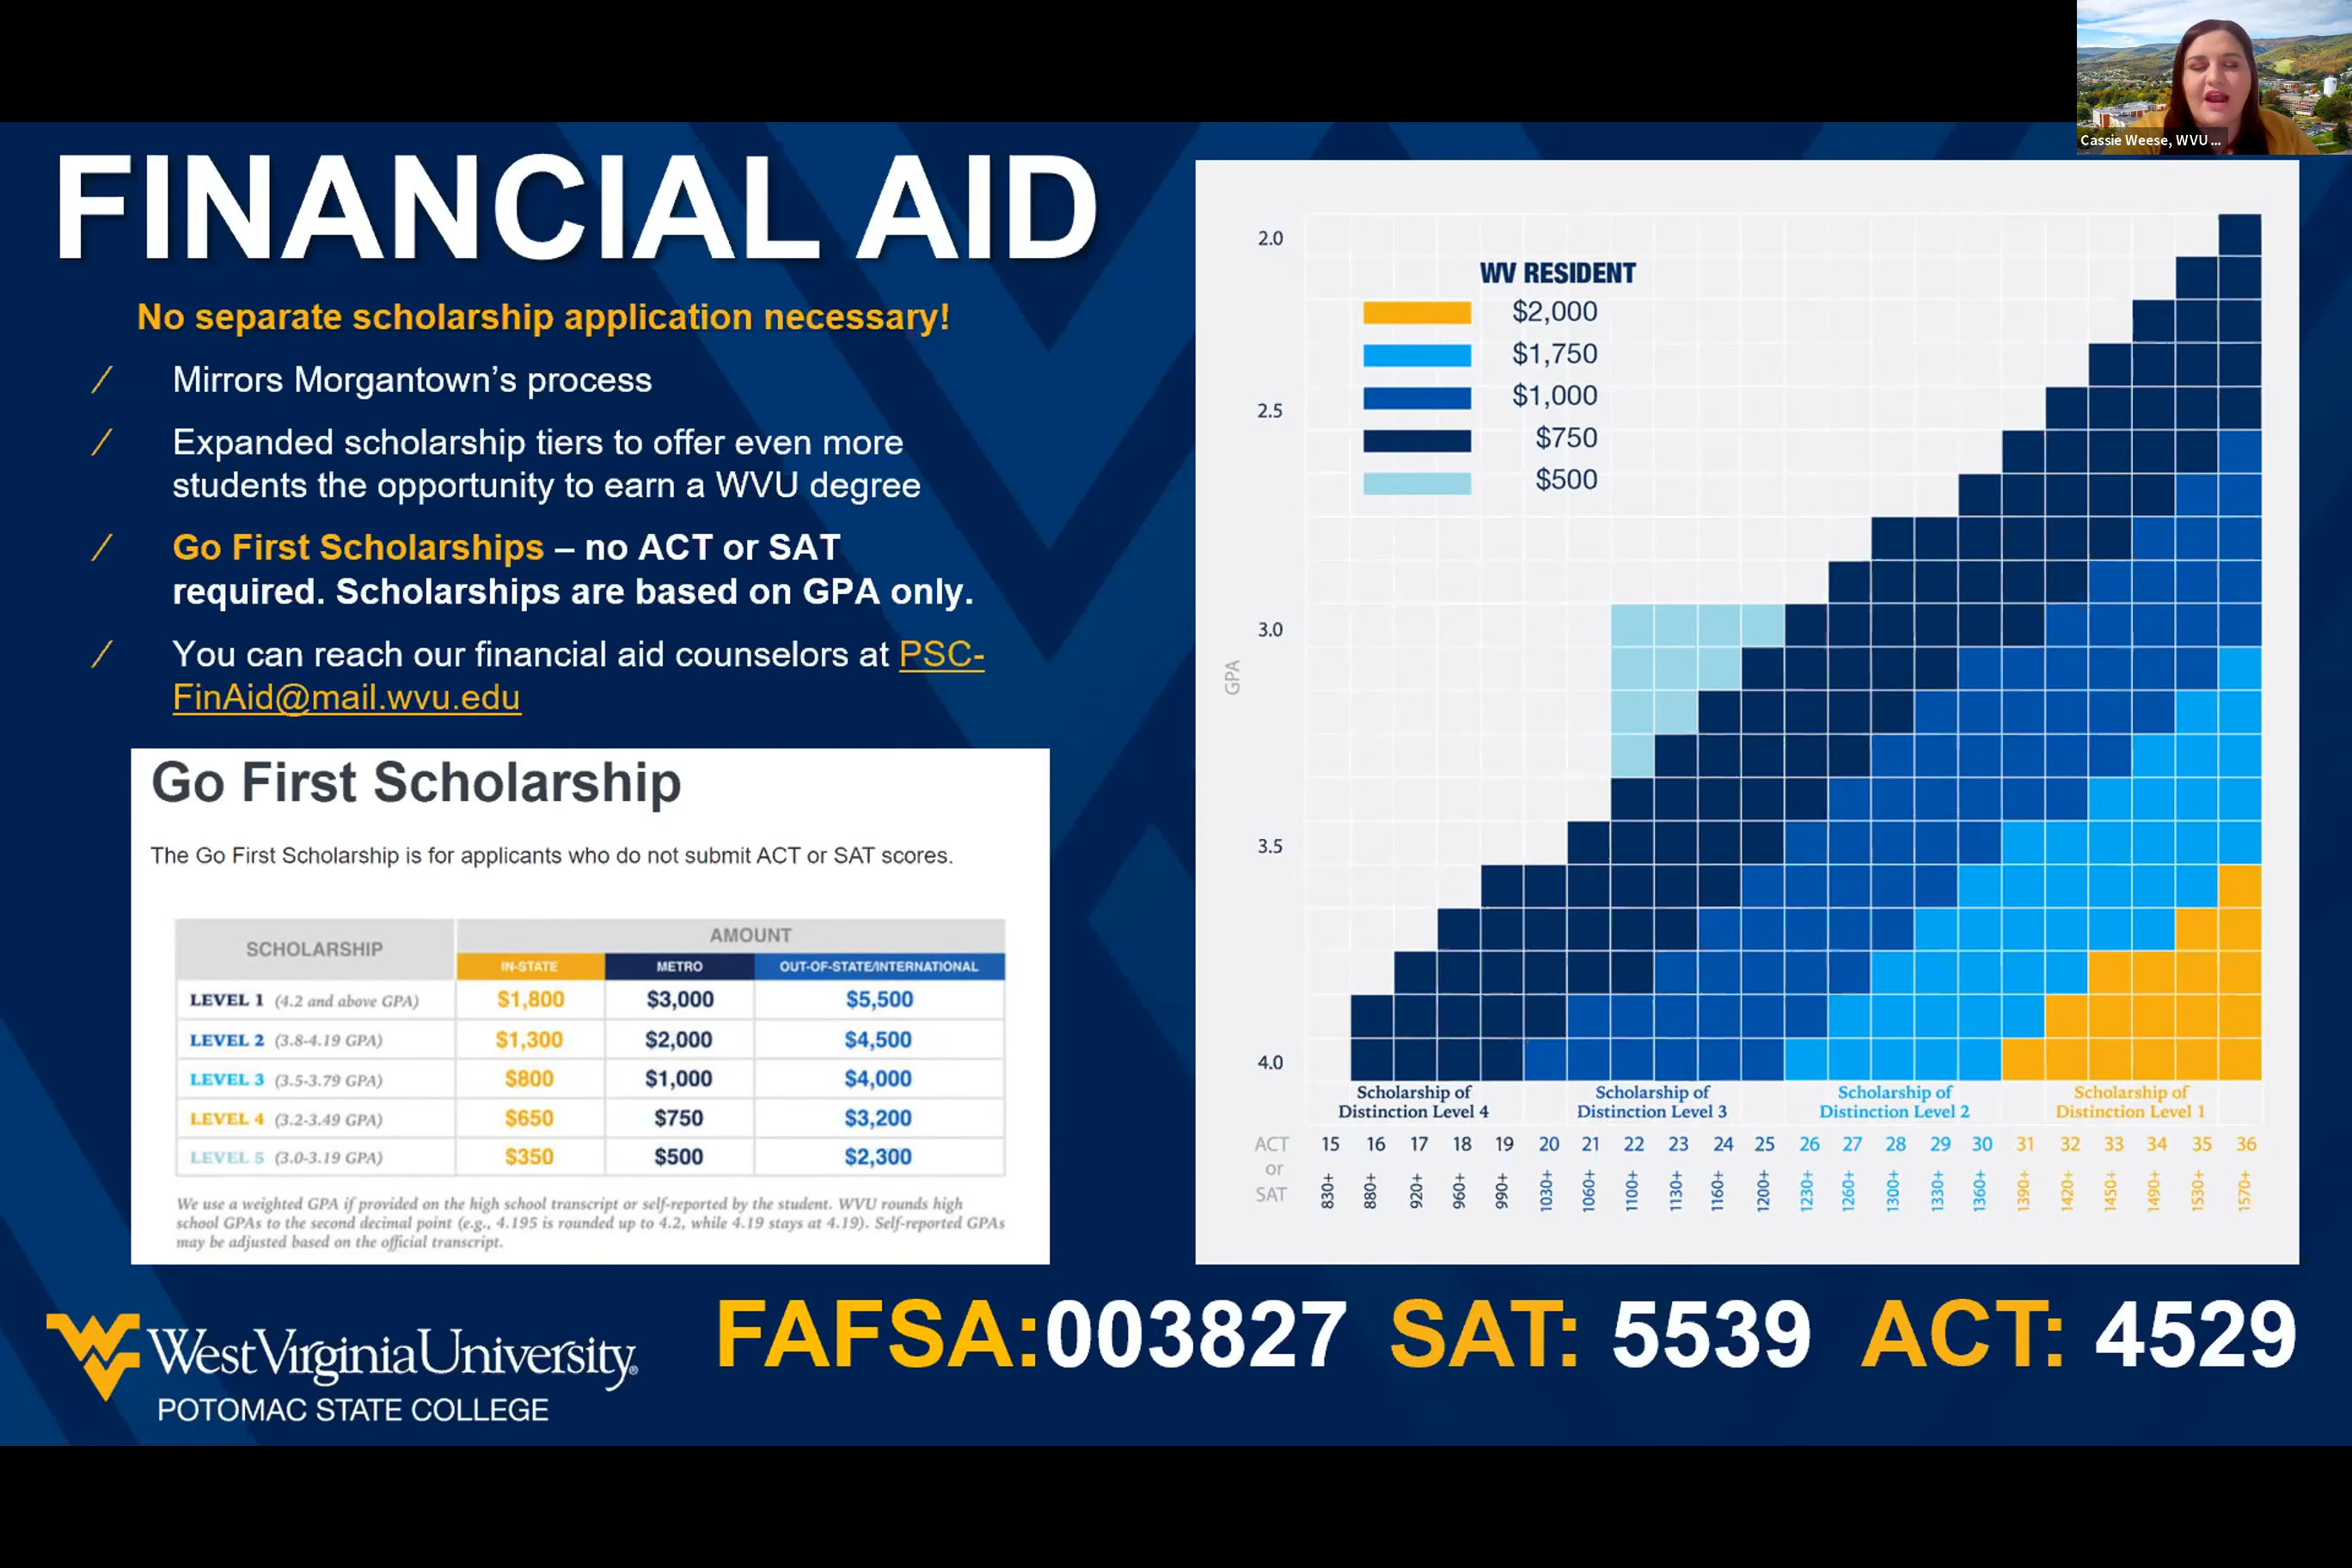 Cassie Weese, WVU ...
FINANCIAL AID
No separate scholarship application necessary!
Mirrors Morgantown’s process
Expanded scholarship tiers to offer even more
students the opportunity to earn a WVU degree
Go First Scholarships – no ACT or SAT
required. Scholarships are based on GPA only.
You can reach our financial aid counselors at PSC-
FinAid@mail.wvu.edu
Go First Scholarship
The Go First Scholarship is for applicants who do not submit ACT or SAT scores.
SCHOLARSHIP AMOUNT
IN-STATE METRO OUT-OF-STATE/INTERNATIONAL
LEVEL 1 (4.2 and above GPA) $1,800 $3,000 $5,500
LEVEL 2 (3.8-4.19 GPA) $1,300 $2,000 $4,500
LEVEL 3 (3.5-3.79 GPA) $800 $1,000 $4,000
LEVEL 4 (3.2-3.49 GPA) $650 $750 $3,200
LEVEL 5 (3.0-3.19 GPA) $350 $500 $2,300
We use a weighted GPA if provided on the high school transcript or self-reported by the student. WVU rounds high
school GPAs to the second decimal point (e.g., 4.195 is rounded up to 4.2, while 4.19 stays at 4.19). Self-reported GPAs
may be adjusted based on the official transcript.
WV RESIDENT
$2,000
$1,750
$1,000
$750
$500
GPA
2.0
2.5
3.0
3.5
4.0
Scholarship of Distinction Level 4
Scholarship of Distinction Level 3
Scholarship of Distinction Level 2
Scholarship of Distinction Level 1
ACT 15 16 17 18 19 20 21 22 23 24 25 26 27 28 29 30 31 32 33 34 35 36
or
SAT 830+ 880+ 920+ 960+ 990+ 1030+ 1060+ 1100+ 1130+ 1160+ 1200+ 1230+ 1260+ 1300+ 1330+ 1360+ 1390+ 1420+ 1450+ 1490+ 1530+ 1570+
West Virginia University®
POTOMAC STATE COLLEGE
FAFSA:003827 SAT: 5539 ACT: 4529